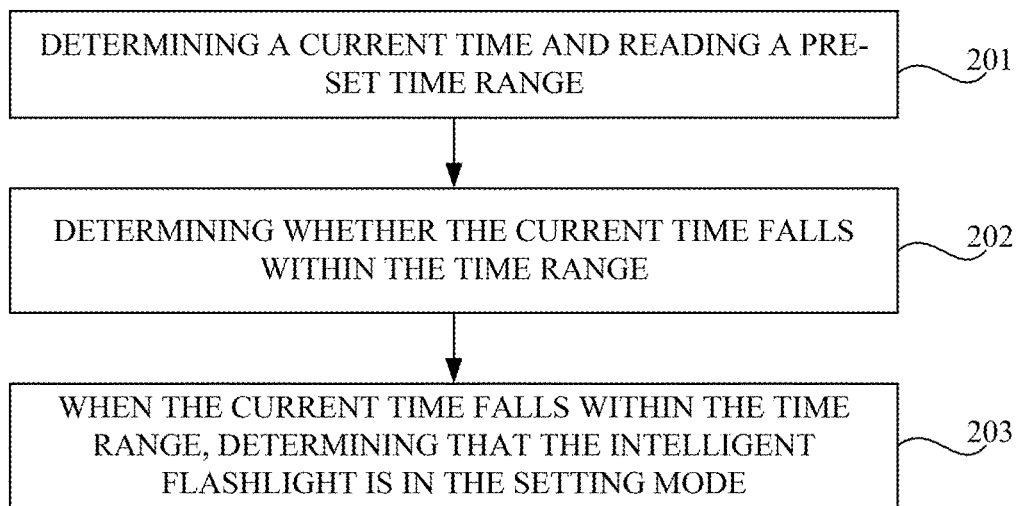 DETERMINING A CURRENT TIME AND READING A PRE-
SET TIME RANGE
201
DETERMINING WHETHER THE CURRENT TIME FALLS
WITHIN THE TIME RANGE
202
WHEN THE CURRENT TIME FALLS WITHIN THE TIME
RANGE, DETERMINING THAT THE INTELLIGENT
FLASHLIGHT IS IN THE SETTING MODE
203